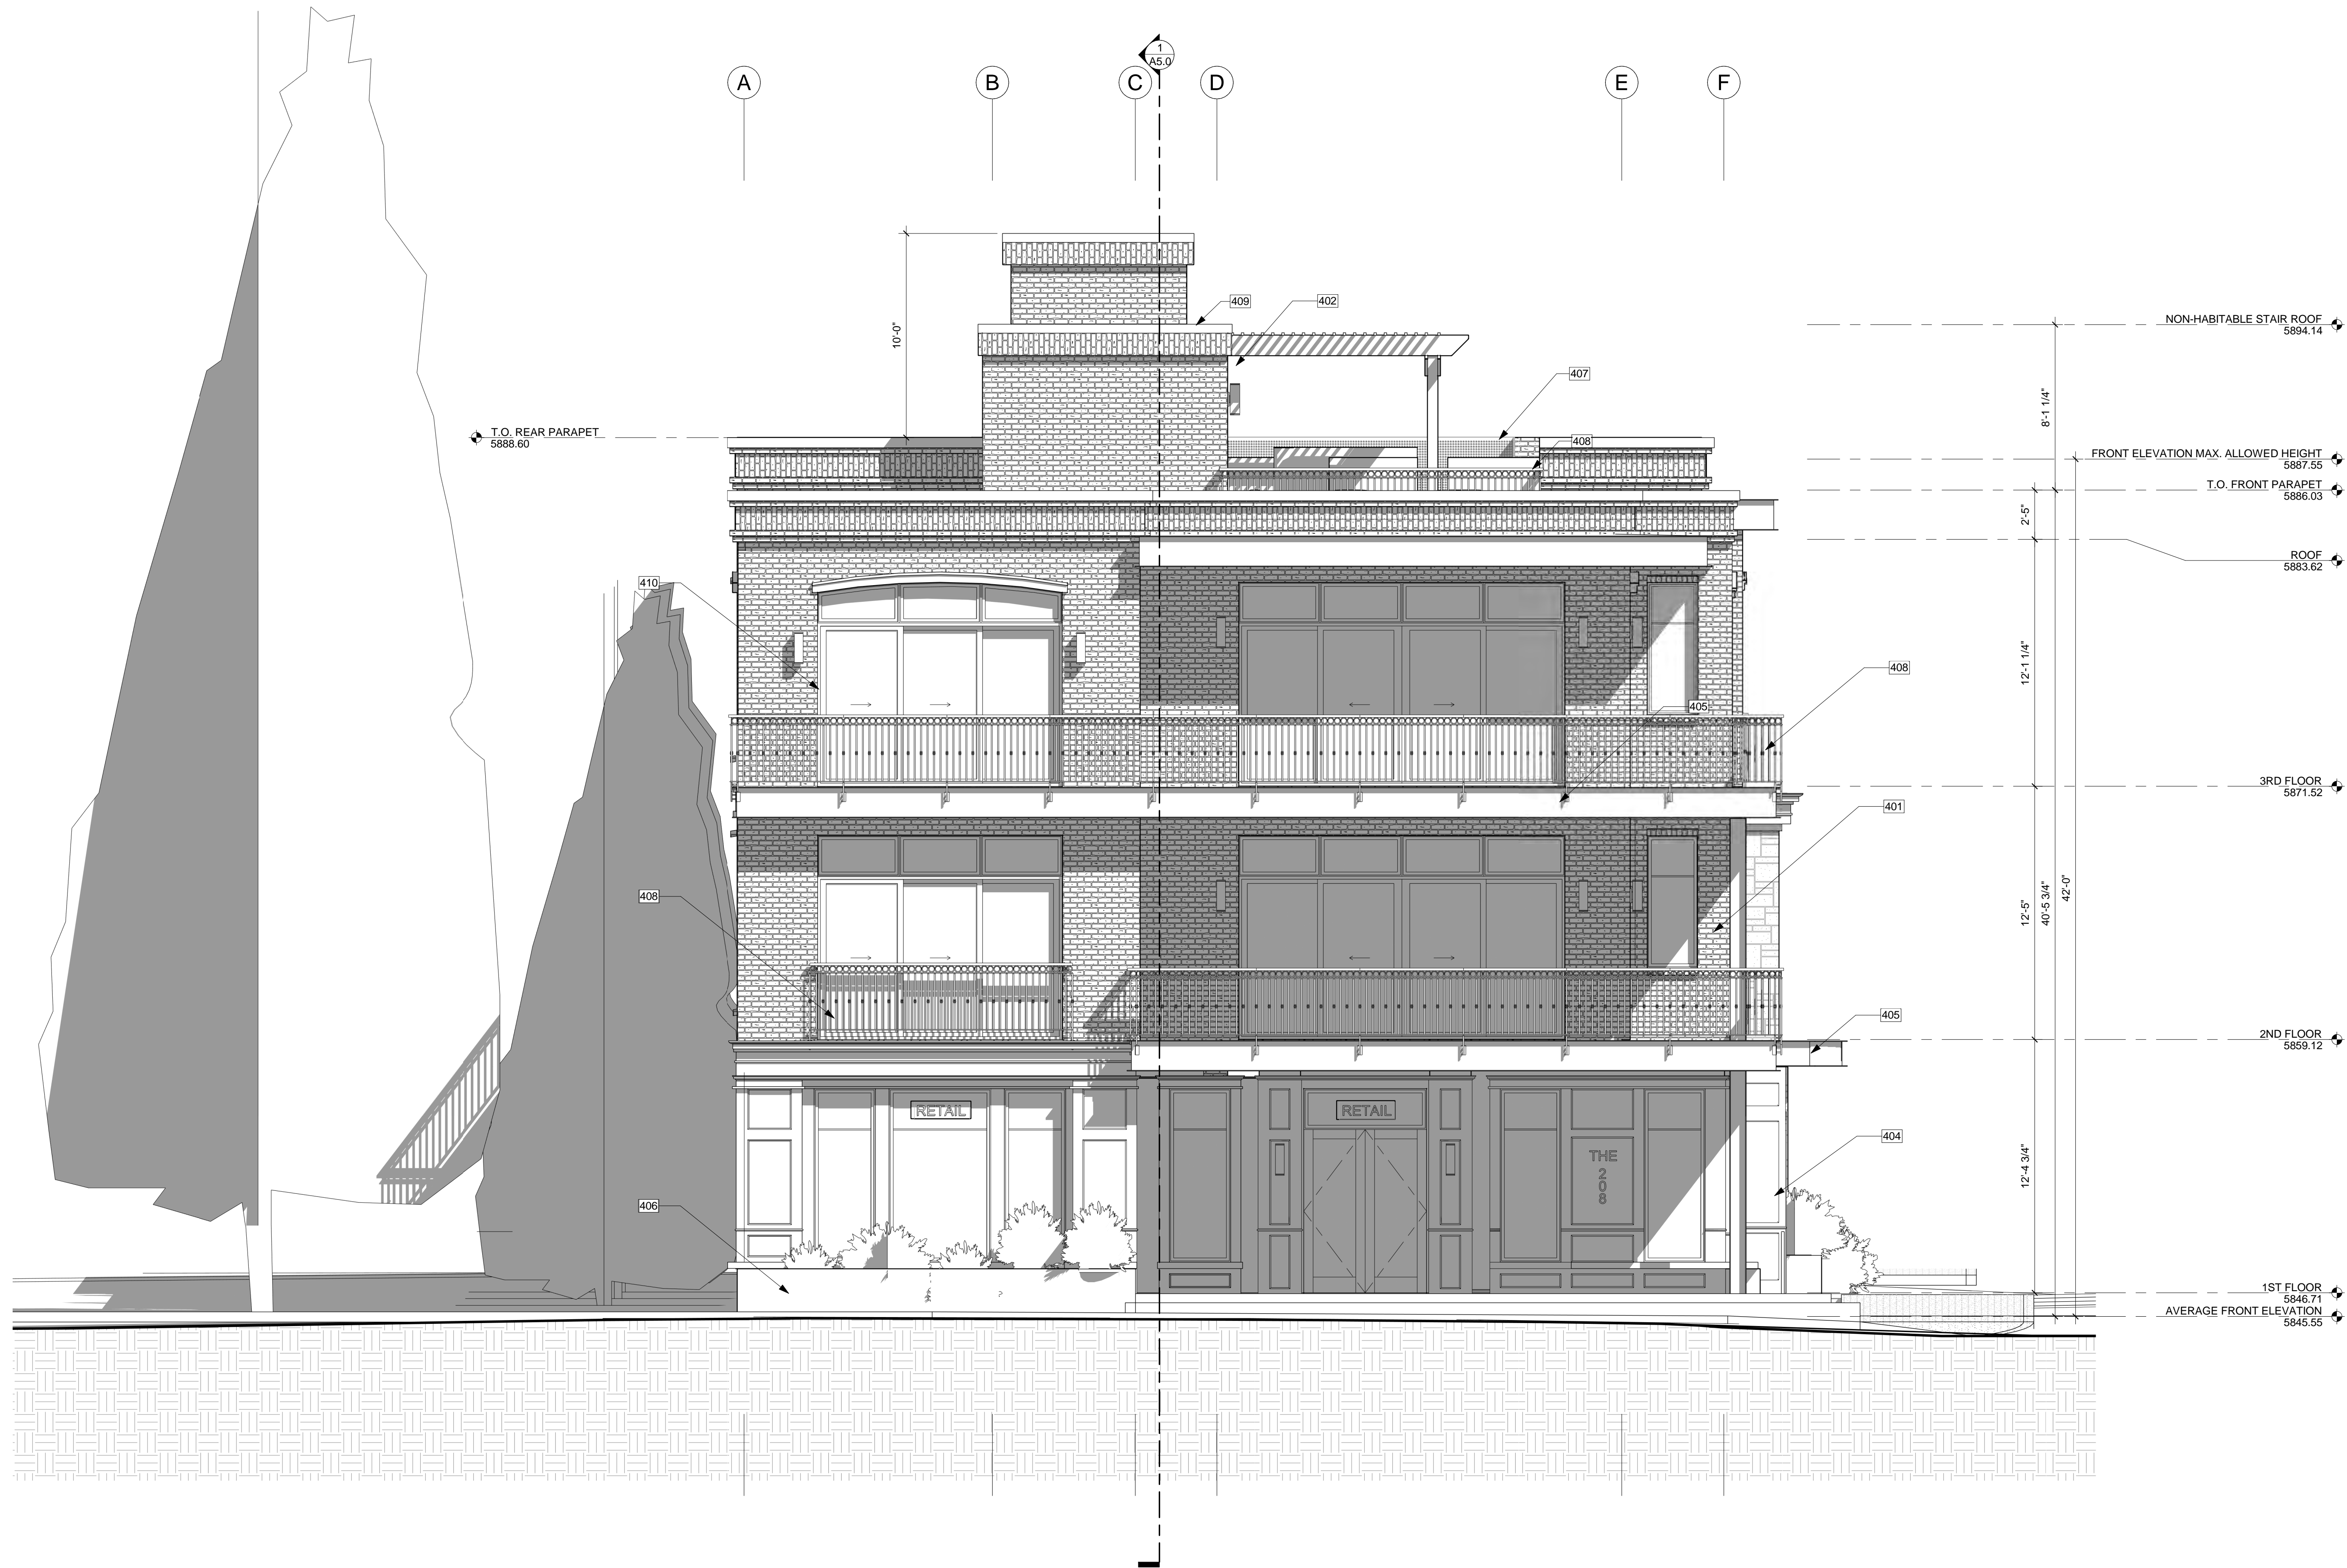 1
A5.0
A
B
C
D
E
F
10'-0"
409
402
407
408
T.O. REAR PARAPET
5888.60
NON-HABITABLE STAIR ROOF
5894.14
8'-1 1/4"
FRONT ELEVATION MAX. ALLOWED HEIGHT
5887.55
T.O. FRONT PARAPET
5886.03
2'-5"
ROOF
5883.62
410
12'-1 1/4"
408
405
3RD FLOOR
5871.52
401
408
12'-5"
40'-5 3/4"
42'-0"
405
2ND FLOOR
5859.12
RETAIL
RETAIL
404
THE
2
0
8
12'-4 3/4"
406
1ST FLOOR
5846.71
AVERAGE FRONT ELEVATION
5845.55